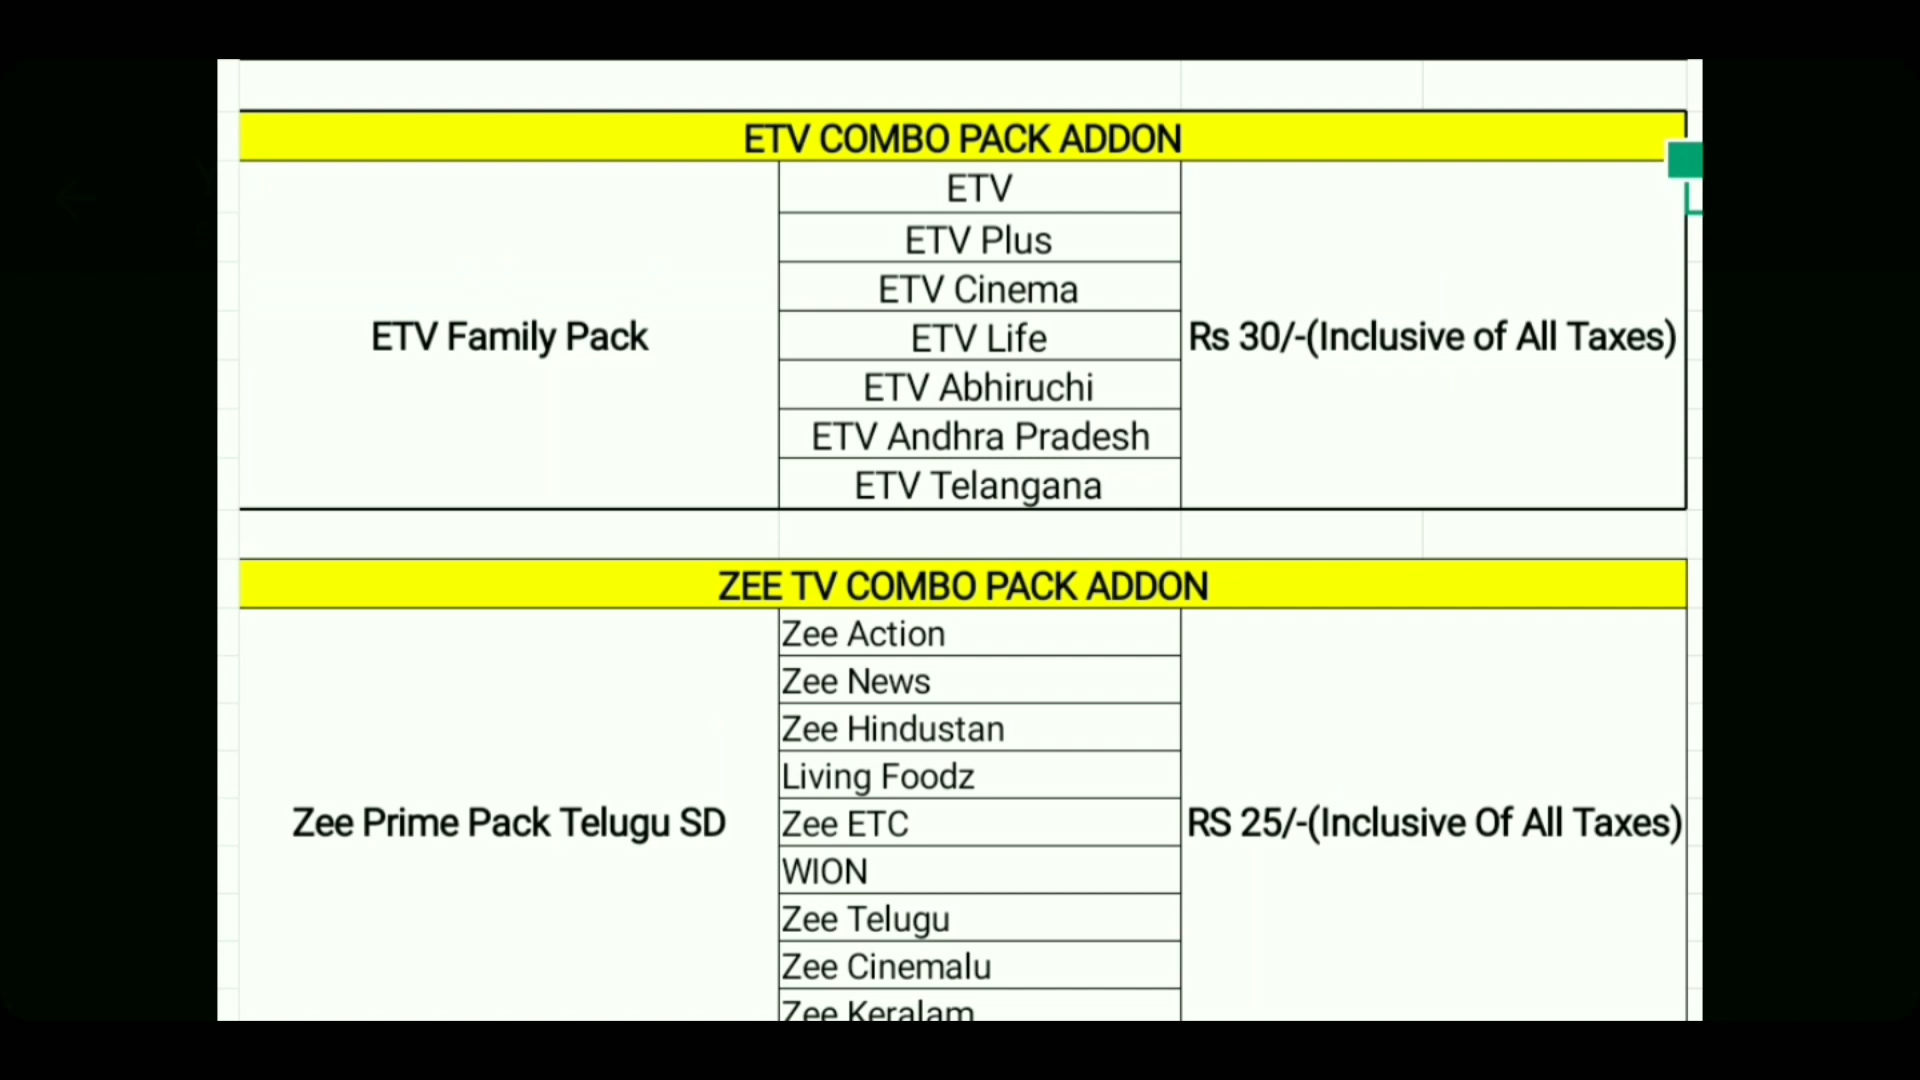 ETV COMBO PACK ADDON
ETV Family Pack
ETV
ETV Plus
ETV Cinema
ETV Life
ETV Abhiruchi
ETV Andhra Pradesh
ETV Telangana
Rs 30/-(Inclusive of All Taxes)
ZEE TV COMBO PACK ADDON
Zee Prime Pack Telugu SD
Zee Action
Zee News
Zee Hindustan
Living Foodz
Zee ETC
WION
Zee Telugu
Zee Cinemalu
Zee Keralam
RS 25/-(Inclusive Of All Taxes)